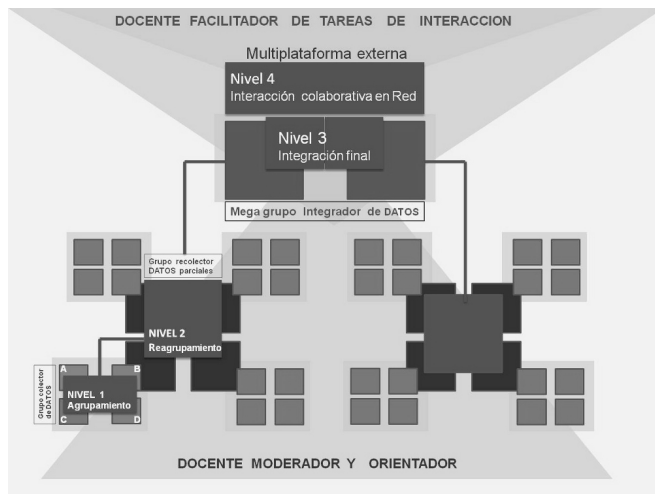 DOCENTE FACILITADOR DE TAREAS DE INTERACCION
Multiplataforma externa
Nivel 4
Interacción colaborativa en Red
Nivel 3
Integración final
Mega grupo Integrador de DATOS
Grupo recolector
DATOS parciales
NIVEL 2
Reagrupamiento
Grupo colector
de DATOS
A
B
NIVEL 1
Agrupamiento
C
D
DOCENTE MODERADOR Y ORIENTADOR